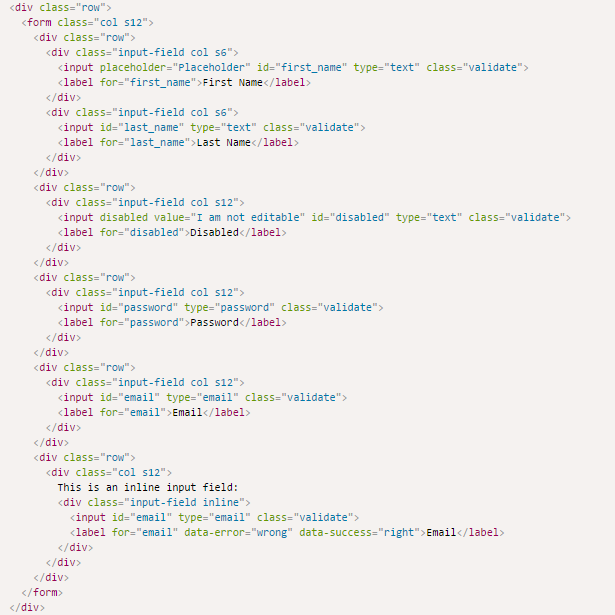 <div class="row">
<form class="col s12">
<div class="row">
<div class="input-field col s6">
<input placeholder="Placeholder" id="first_name" type="text" class="validate">
<label for="first_name">First Name</label>
</div>
<div class="input-field col s6">
<input id="last_name" type="text" class="validate">
<label for="last_name">Last Name</label>
</div>
</div>
<div class="row">
<div class="input-field col s12">
<input disabled value="I am not editable" id="disabled" type="text" class="validate">
<label for="disabled">Disabled</label>
</div>
</div>
<div class="row">
<div class="input-field col s12">
<input id="password" type="password" class="validate">
<label for="password">Password</label>
</div>
</div>
<div class="row">
<div class="input-field col s12">
<input id="email" type="email" class="validate">
<label for="email">Email</label>
</div>
</div>
<div class="row">
<div class="col s12">
This is an inline input field:
<div class="input-field inline">
<input id="email" type="email" class="validate">
<label for="email" data-error="wrong" data-success="right">Email</label>
</div>
</div>
</div>
</form>
</div>